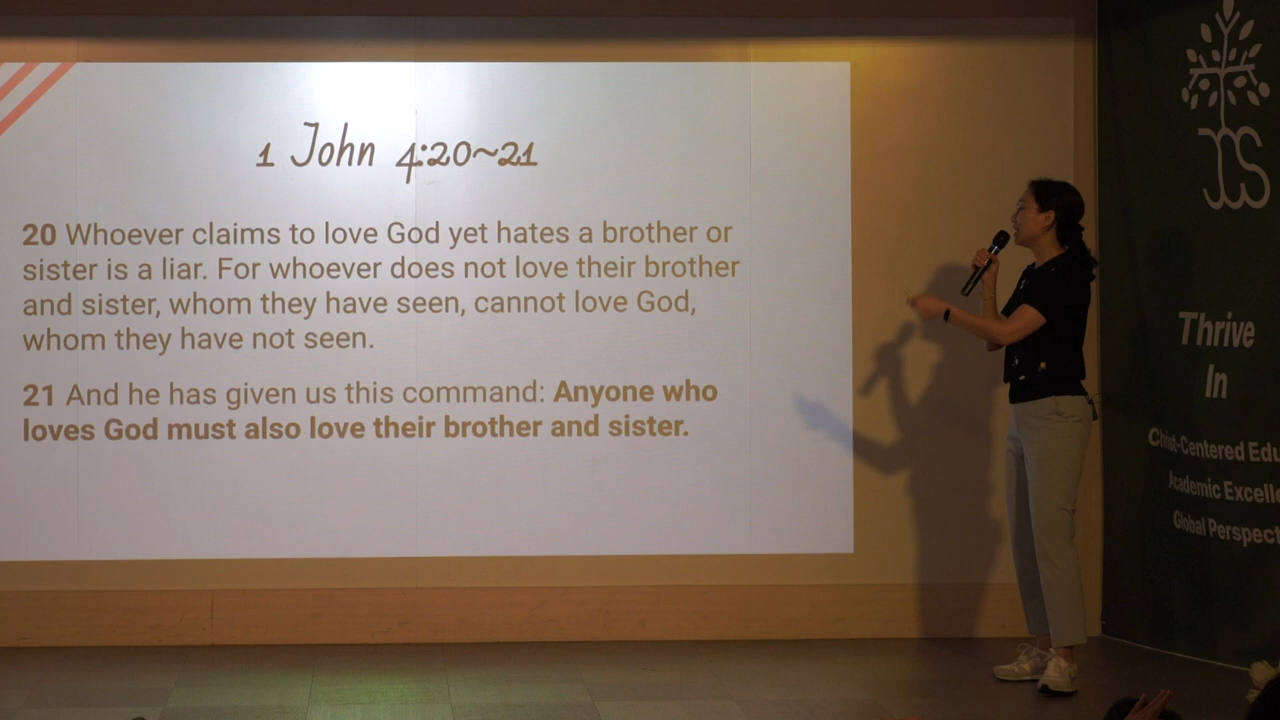 1 John 4:20~21
20 Whoever claims to love God yet hates a brother or
sister is a liar. For whoever does not love their brother
and sister, whom they have seen, cannot love God,
whom they have not seen.
21 And he has given us this command: Anyone who
loves God must also love their brother and sister.
Thrive
In
Christ-Centered
Academic
Global